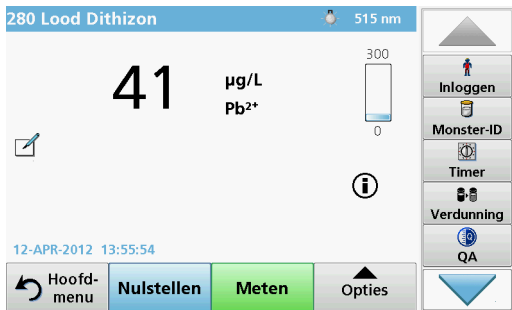 280 Lood Dithizon
515 nm
41
µg/L
Pb²⁺
300
0
12-APR-2012 13:55:54
Hoofd-
menu
Nulstellen
Meten
Opties
Inloggen
Monster-ID
Timer
Verdunning
QA